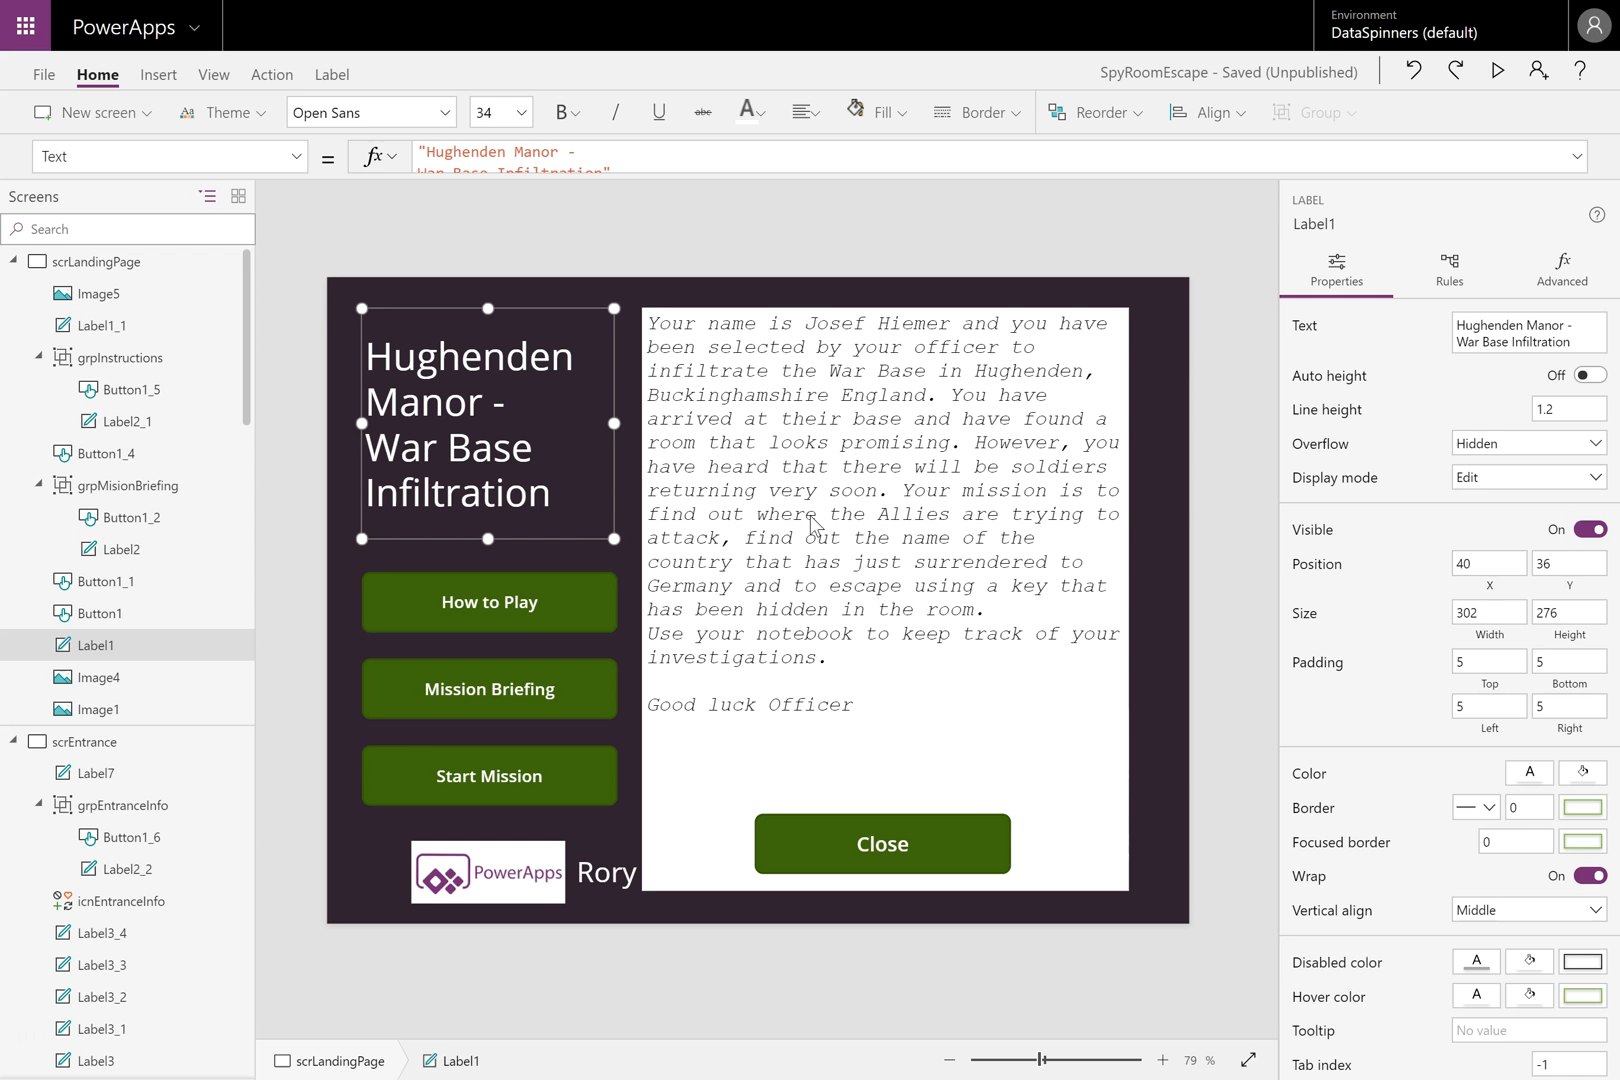 PowerApps
Environment
DataSpinners (default)
File
Home
Insert
View
Action
Label
SpyRoomEscape - Saved (Unpublished)
?
New screen
Aa Theme
Open Sans
34
B
/
U
abc
A
Fill
Border
Reorder
Align
Group
Text
=
fx
"Hughenden Manor -
War Base Infiltration"
Screens
Search
scrLandingPage
Image5
Label1_1
grpInstructions
Button1_5
Label2_1
Button1_4
grpMisionBriefing
Button1_2
Label2
Button1_1
Button1
Label1
Image4
Image1
scrEntrance
Label7
grpEntranceInfo
Button1_6
Label2_2
icnEntranceInfo
Label3_4
Label3_3
Label3_2
Label3_1
Label3
Hughenden
Manor -
War Base
Infiltration
How to Play
Mission Briefing
Start Mission
PowerApps
Rory
Your name is Josef Hiemer and you have
been selected by your officer to
infiltrate the War Base in Hughenden,
Buckinghamshire England. You have
arrived at their base and have found a
room that looks promising. However, you
have heard that there will be soldiers
returning very soon. Your mission is to
find out where the Allies are trying to
attack, find out the name of the
country that has just surrendered to
Germany and to escape using a key that
has been hidden in the room.
Use your notebook to keep track of your
investigations.
Good luck Officer
Close
scrLandingPage
Label1
79 %
LABEL
Label1
?
Properties
Rules
fx
Advanced
Text
Hughenden Manor -
War Base Infiltration
Auto height
Off
Line height
1.2
Overflow
Hidden
Display mode
Edit
Visible
On
Position
40
36
X
Y
Size
302
276
Width
Height
Padding
5
5
Top
Bottom
5
5
Left
Right
Color
A
Border
0
Focused border
0
Wrap
On
Vertical align
Middle
Disabled color
A
Hover color
A
Tooltip
No value
Tab index
-1